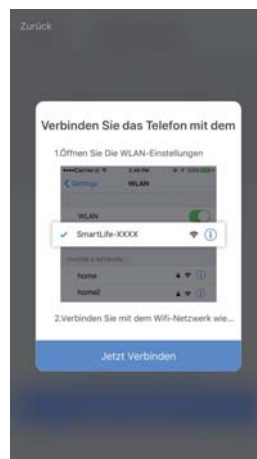 Zurück
Verbinden Sie das Telefon mit dem
1.Öffnen Sie Die WLAN-Einstellungen
Settings
WLAN
WLAN
SmartLife-XXXX
home
home2
2.Verbinden Sie mit dem Wifi-Netzwerk wie...
Jetzt Verbinden